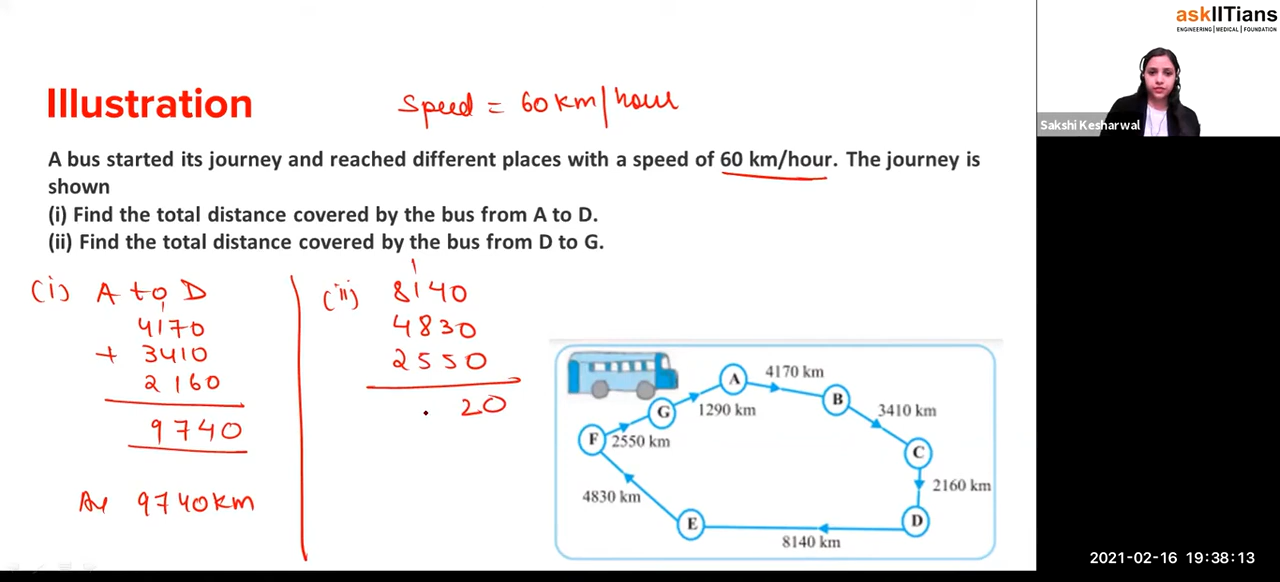 askIITians
ENGINEERING | MEDICAL | FOUNDATION
Sakshi Kesharwal
Illustration
Speed = 60 km/hour
A bus started its journey and reached different places with a speed of 60 km/hour. The journey is
shown
(i) Find the total distance covered by the bus from A to D.
(ii) Find the total distance covered by the bus from D to G.
(i) A to D
1
4170
+ 3410
2160
9740
9740km
(ii)
1
8140
4830
2550
20
A
4170 km
B
3410 km
C
2160 km
D
8140 km
E
4830 km
F
2550 km
G
1290 km
2021-02-16 19:38:13